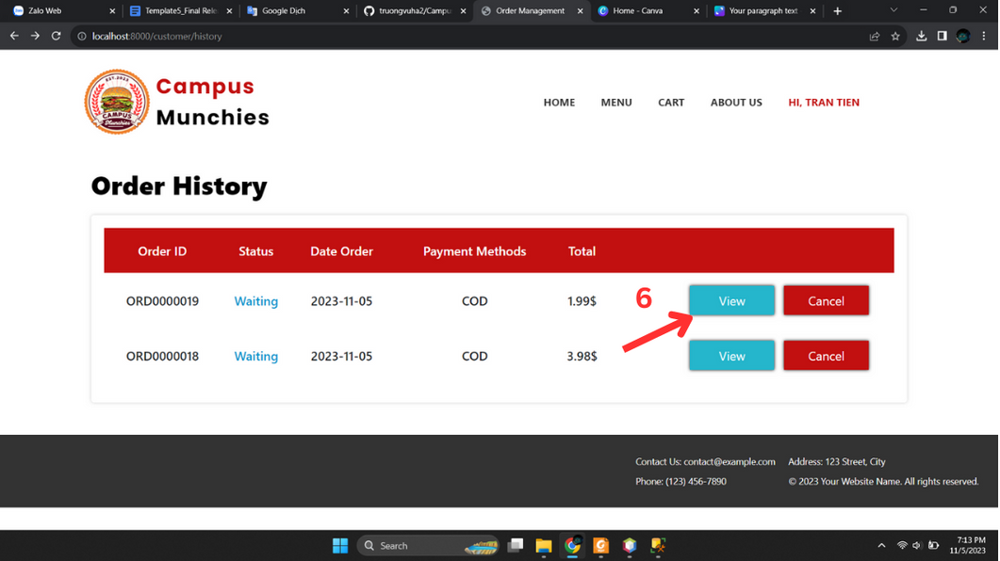 Zalo Web
Template5_Final Rele
Google Dịch
truongvuha2/Campu
Order Management
Home - Canva
Your paragraph text
localhost:8000/customer/history
EST.2023
CAMPUS
Munchies
Campus
Munchies
HOME
MENU
CART
ABOUT US
HI, TRAN TIEN
Order History
Order ID Status Date Order Payment Methods Total
ORD0000019 Waiting 2023-11-05 COD 1.99$ 6 View Cancel
ORD0000018 Waiting 2023-11-05 COD 3.98$ View Cancel
Contact Us: contact@example.com Address: 123 Street, City
Phone: (123) 456-7890 © 2023 Your Website Name. All rights reserved.
Search
7:13 PM
11/5/2023